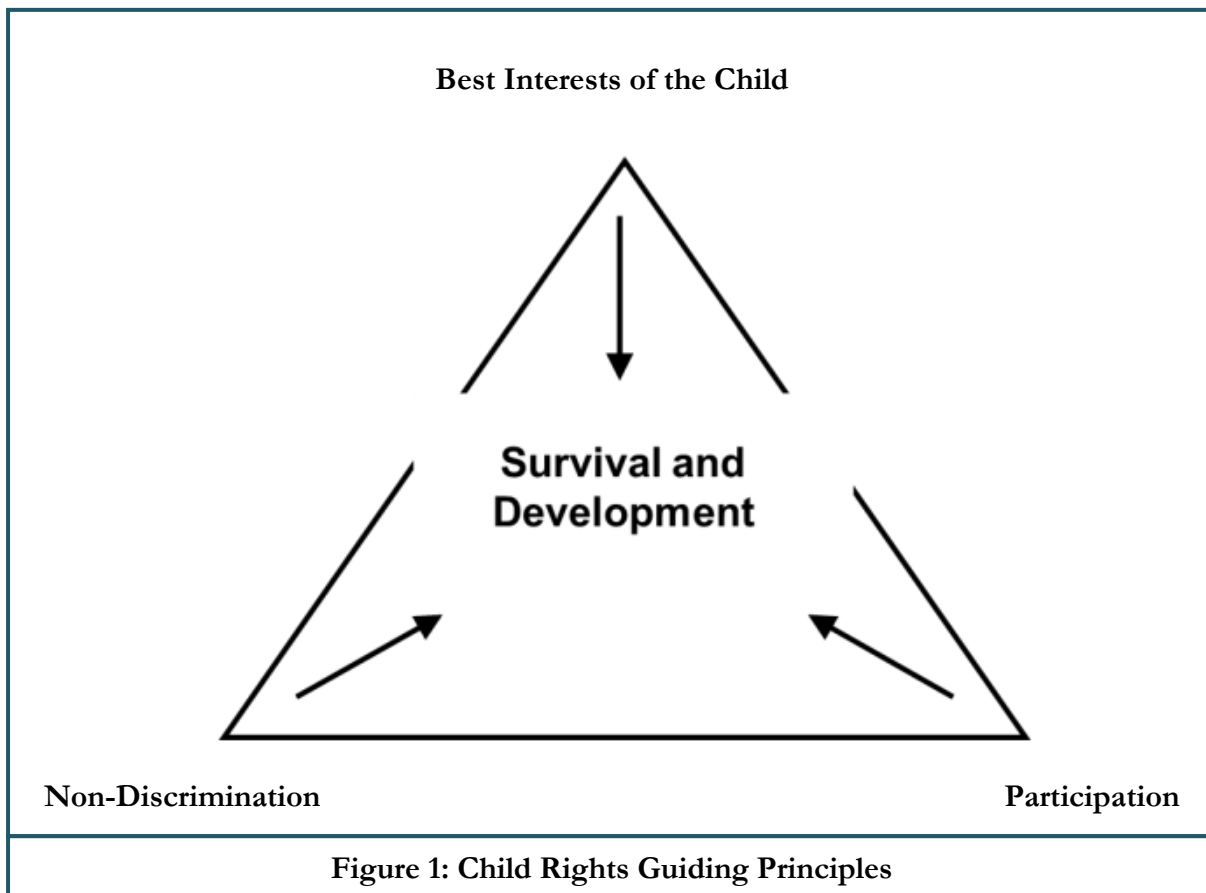 Best Interests of the Child
Survival and
Development
Non-Discrimination
Participation
Figure 1: Child Rights Guiding Principles